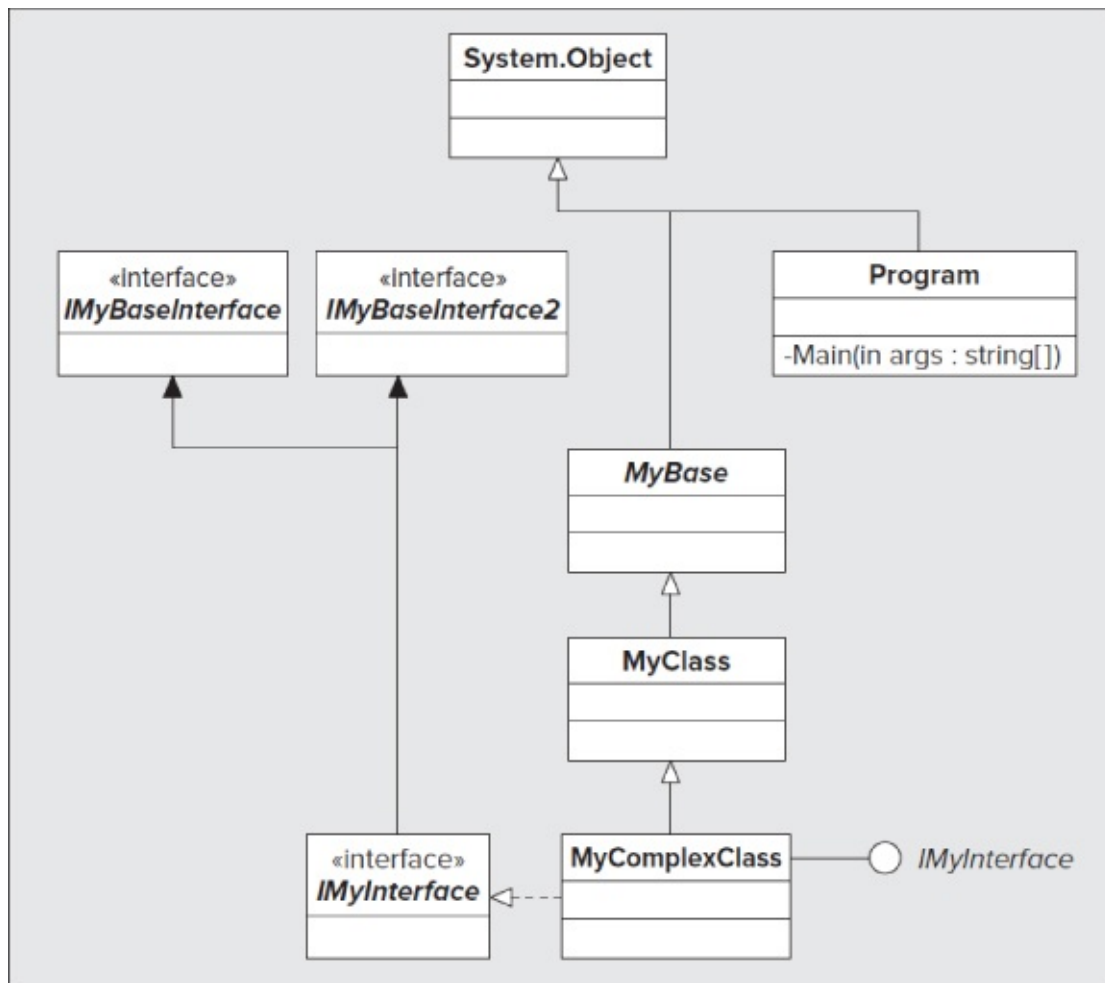 System.Object
«interface»
IMyBaseInterface
«interface»
IMyBaseInterface2
Program
-Main(in args : string[])
MyBase
MyClass
«interface»
IMyInterface
MyComplexClass
IMyInterface